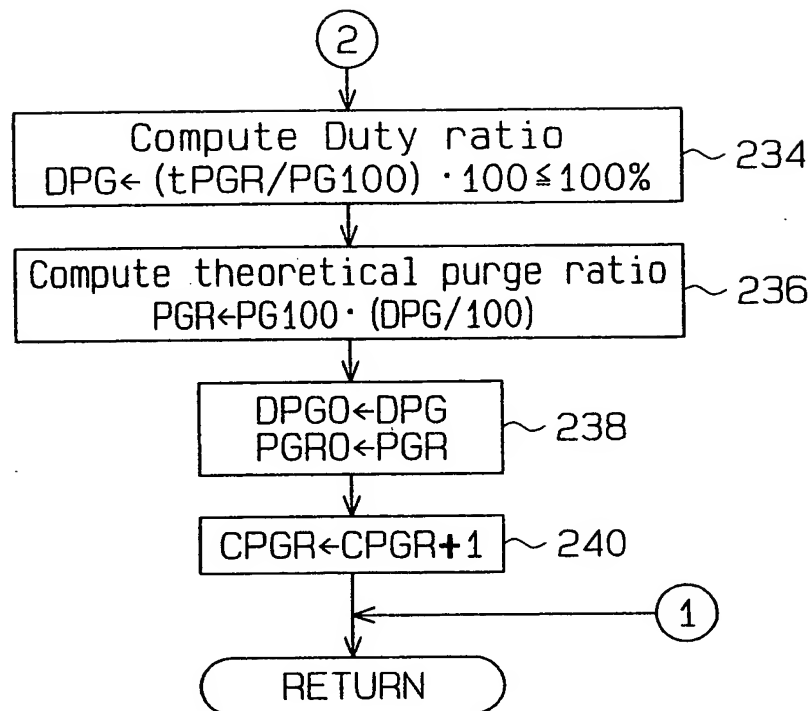 2
Compute Duty ratio
DPG←(tPGR/PG100)·100≦100%
234
Compute theoretical purge ratio
PGR←PG100·(DPG/100)
236
DPG0←DPG
PGR0←PGR
238
CPGR←CPGR+1
240
1
RETURN